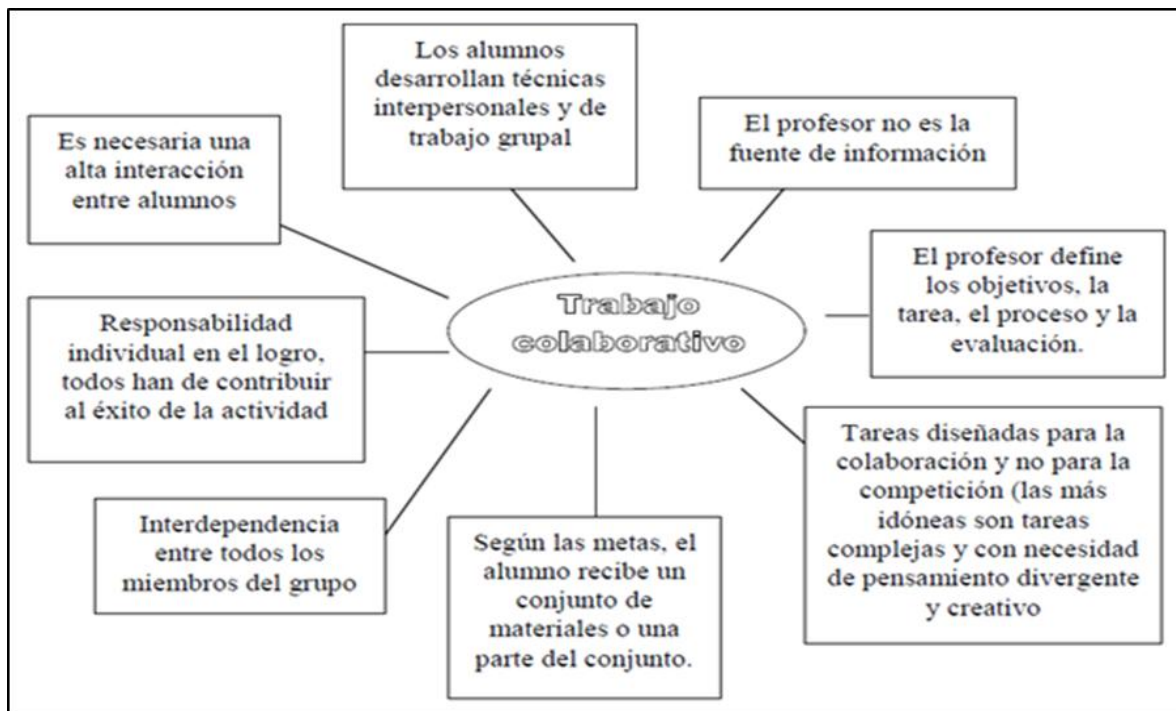 Los alumnos
desarrollan técnicas
interpersonales y de
trabajo grupal
El profesor no es la
fuente de información
Es necesaria una
alta interacción
entre alumnos
El profesor define
los objetivos, la
tarea, el proceso y la
evaluación.
Trabajo
colaborativo
Responsabilidad
individual en el logro,
todos han de contribuir
al éxito de la actividad
Tareas diseñadas para la
colaboración y no para la
competición (las más
idóneas son tareas
complejas y con necesidad
de pensamiento divergente
y creativo
Interdependencia
entre todos los
miembros del grupo
Según las metas, el
alumno recibe un
conjunto de
materiales o una
parte del conjunto.